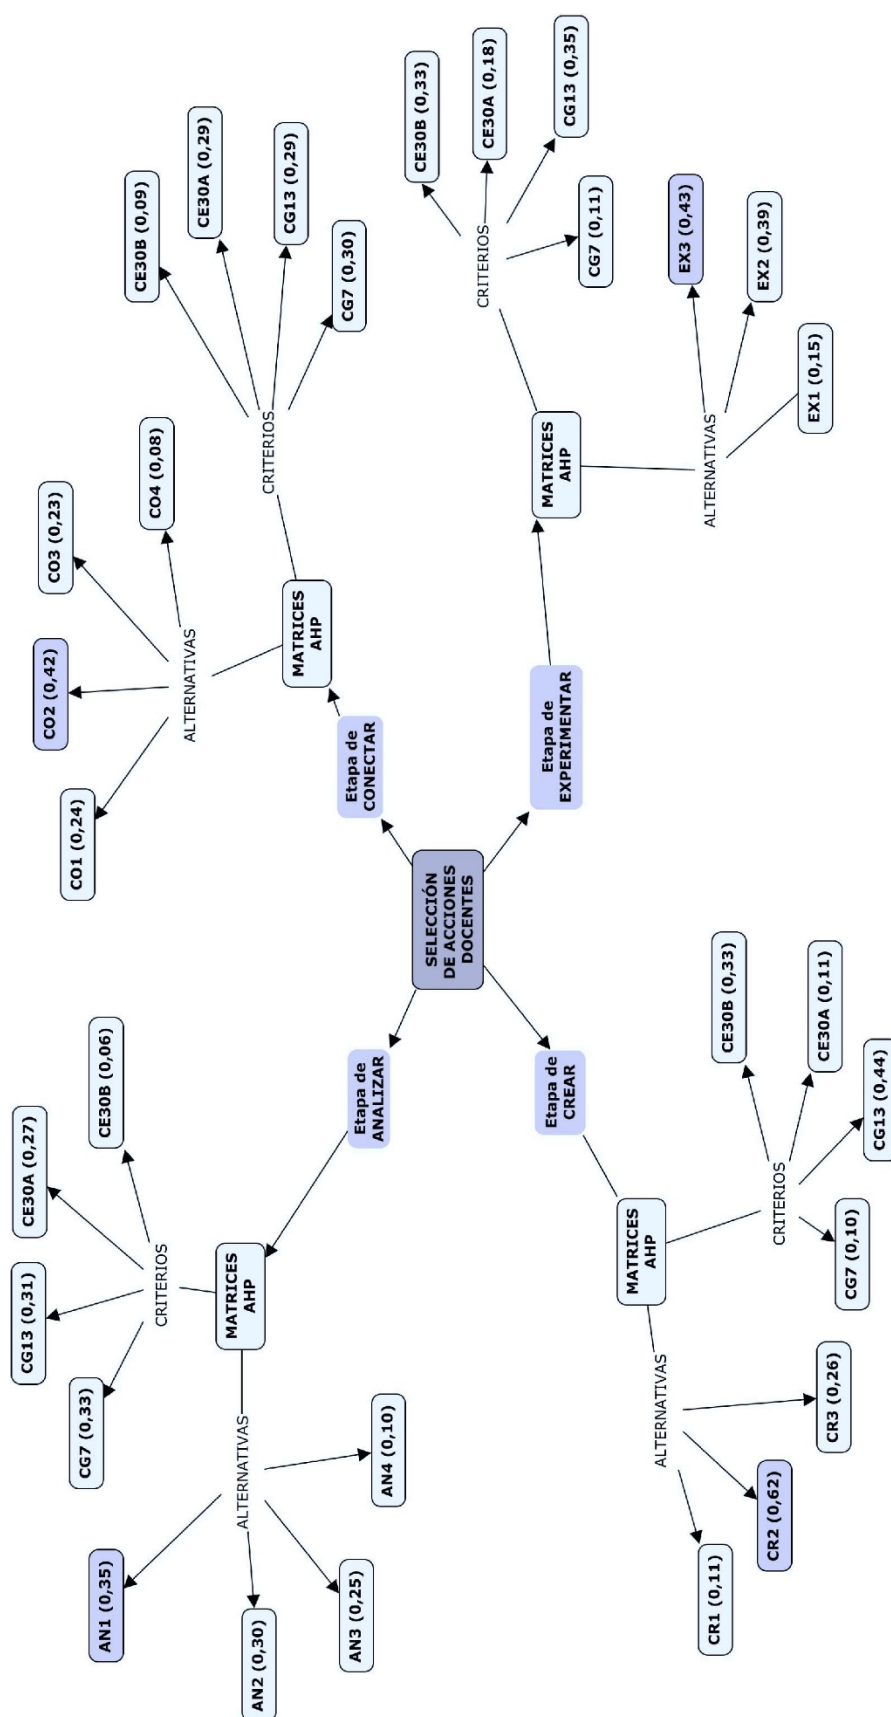 SELECCIÓN
DE ACCIONES
DOCENTES
Etapa de
ANALIZAR
MATRICES
AHP
CRITERIOS
CG7 (0,33)
CG13 (0,31)
CE30A (0,27)
CE30B (0,06)
ALTERNATIVAS
AN1 (0,35)
AN2 (0,30)
AN3 (0,25)
AN4 (0,10)
Etapa de
CONECTAR
MATRICES
AHP
ALTERNATIVAS
CO1 (0,24)
CO2 (0,42)
CO3 (0,23)
CO4 (0,08)
CRITERIOS
CE30B (0,09)
CE30A (0,29)
CG13 (0,29)
CG7 (0,30)
Etapa de
CREAR
MATRICES
AHP
ALTERNATIVAS
CR1 (0,11)
CR2 (0,62)
CR3 (0,26)
CRITERIOS
CE30B (0,33)
CE30A (0,11)
CG13 (0,44)
CG7 (0,10)
Etapa de
EXPERIMENTAR
MATRICES
AHP
CRITERIOS
CE30B (0,33)
CE30A (0,18)
CG13 (0,35)
CG7 (0,11)
ALTERNATIVAS
EX3 (0,43)
EX2 (0,39)
EX1 (0,15)